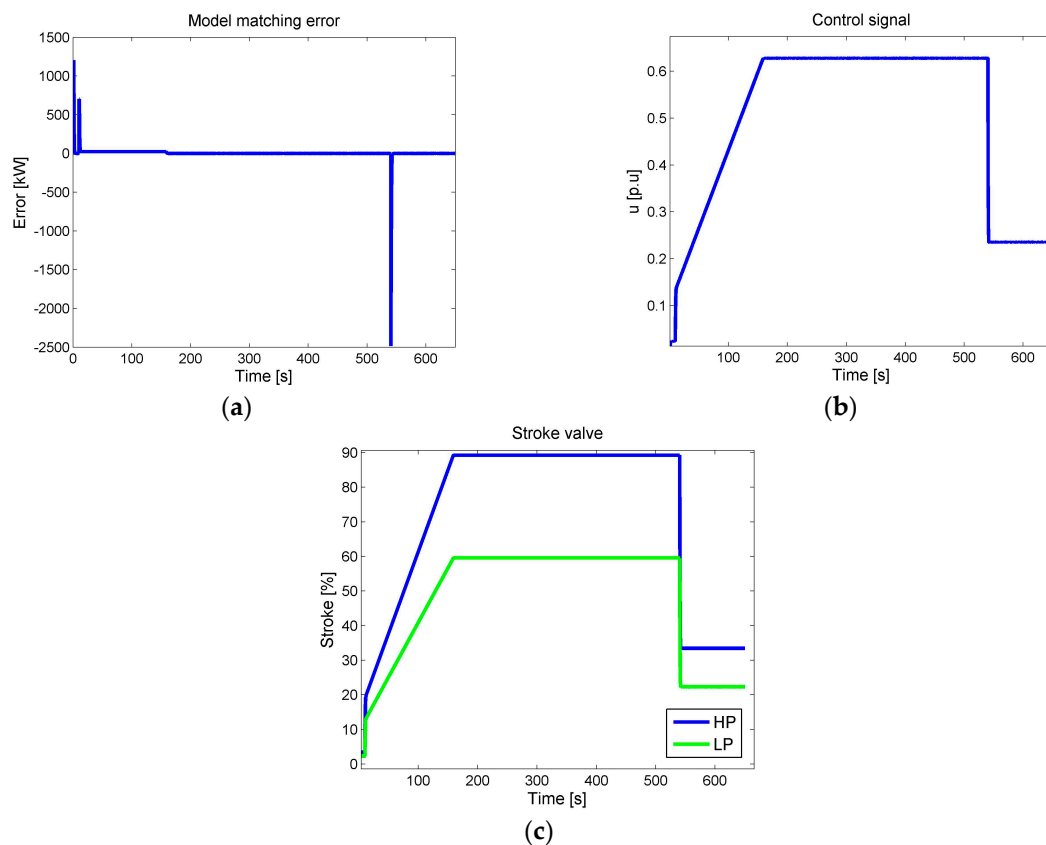 Model matching error
1500
1000
500
0
-500
-1000
-1500
-2000
-2500
Error [kW]
0 100 200 300 400 500 600
Time [s]
(a)
Control signal
0.6
0.5
0.4
0.3
0.2
0.1
u [p.u]
100 200 300 400 500 600
Time [s]
(b)
Stroke valve
90
80
70
60
50
40
30
20
10
0
Stroke [%]
HP
LP
100 200 300 400 500 600
Time [s]
(c)